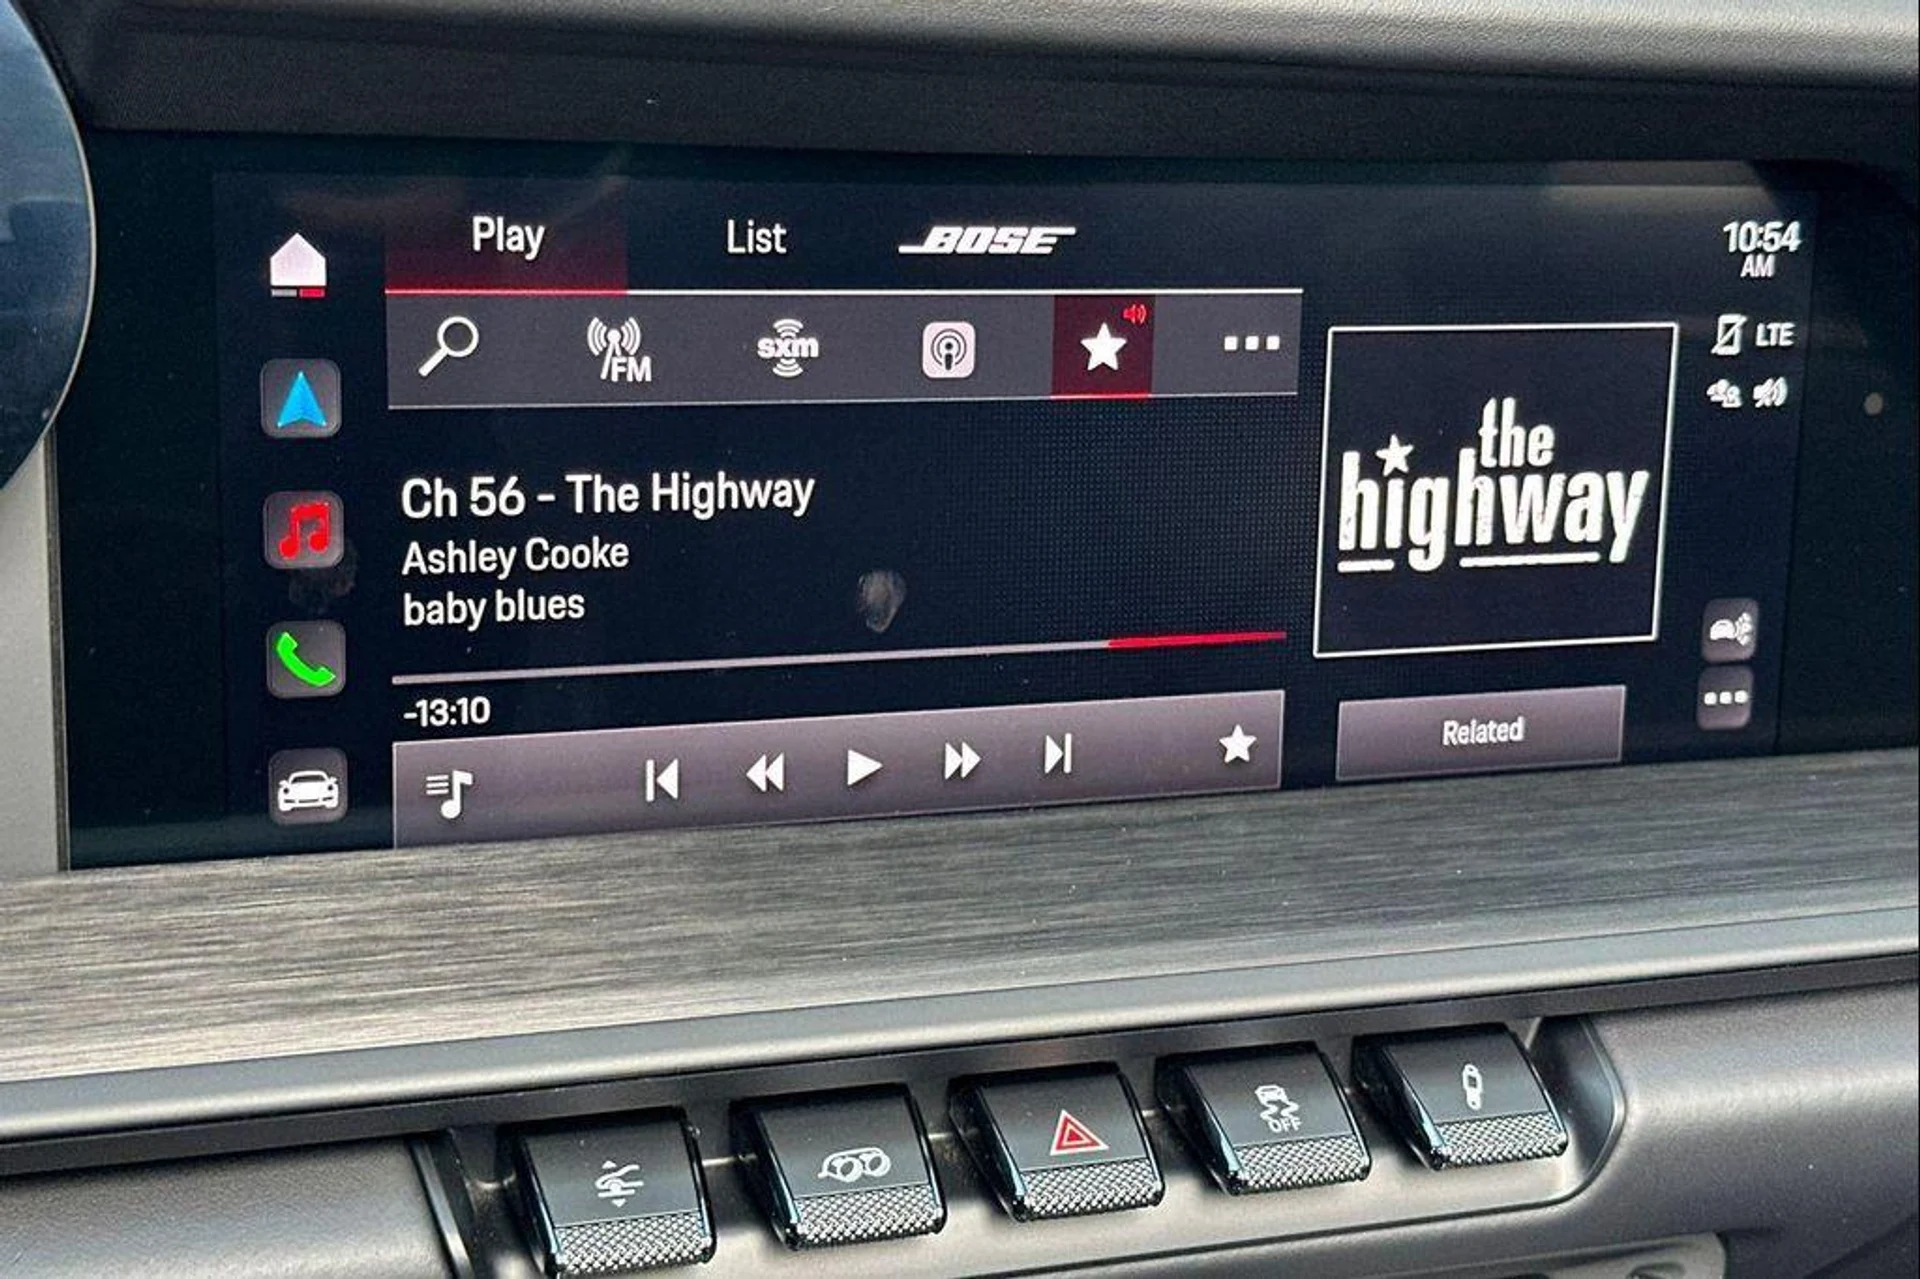 Play
List
BOSE
10:54
AM
FM
sxm
LTE
the
highway
Ch 56 - The Highway
Ashley Cooke
baby blues
-13:10
Related
OFF